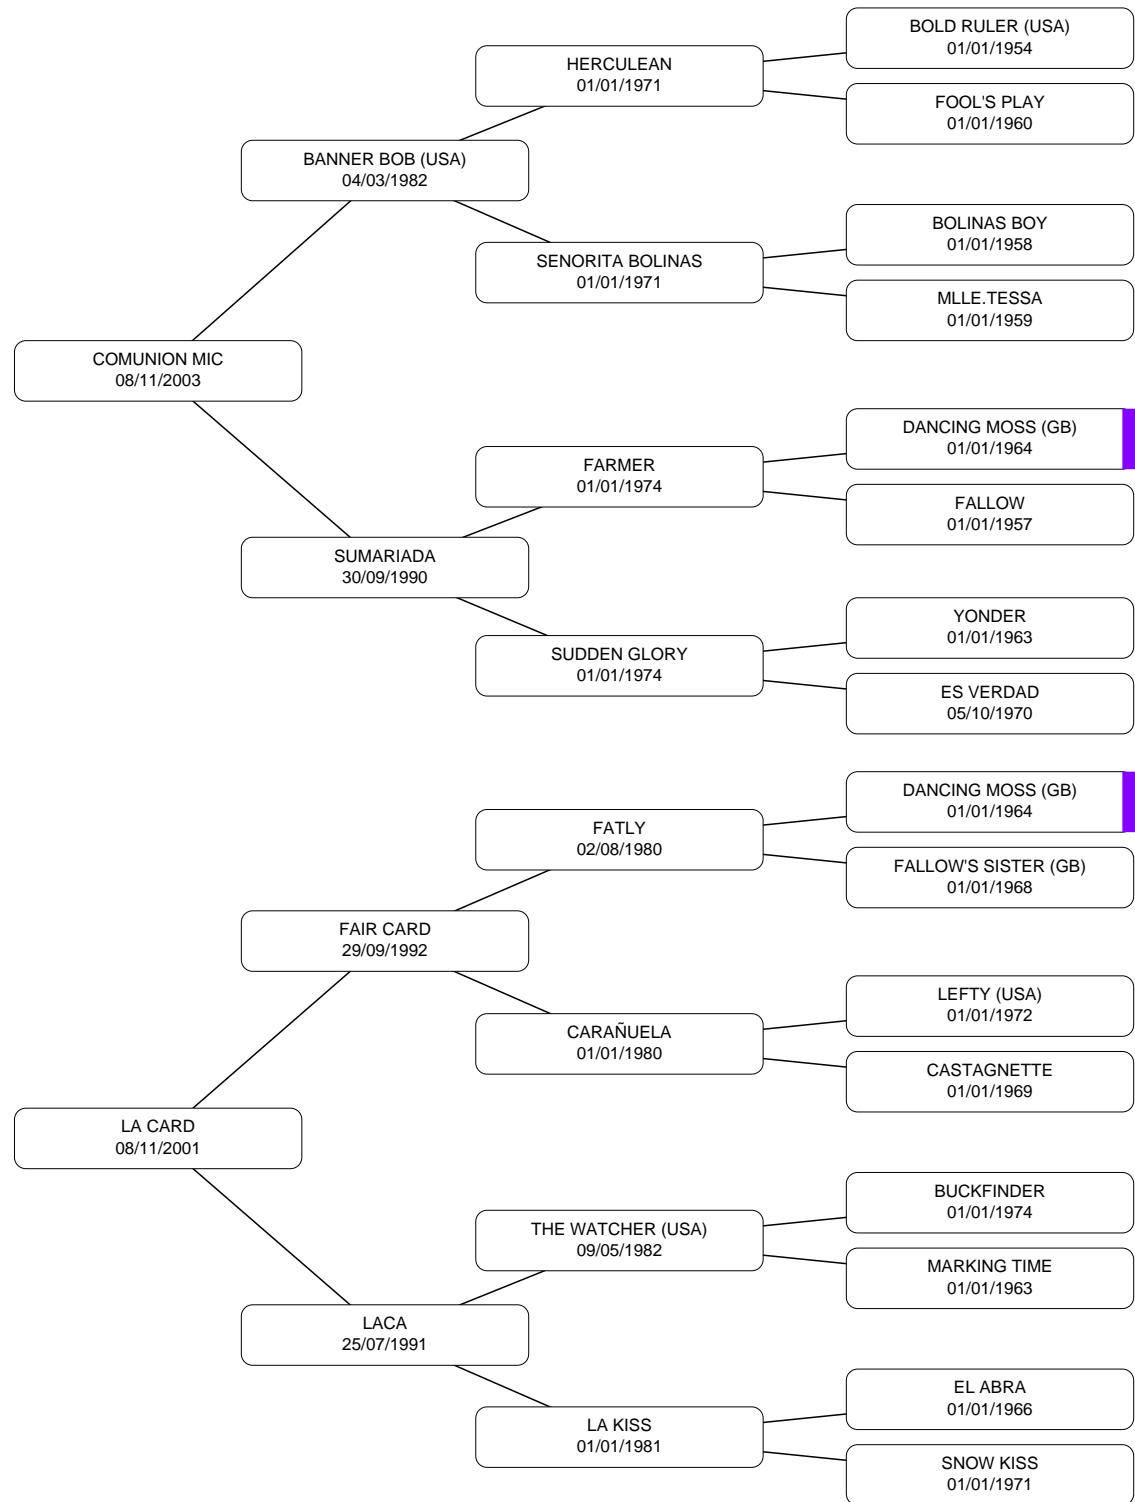 BOLD RULER (USA)
01/01/1954
HERCULEAN
01/01/1971
FOOL'S PLAY
01/01/1960
BANNER BOB (USA)
04/03/1982
BOLINAS BOY
01/01/1958
SENORITA BOLINAS
01/01/1971
MLLE.TESSA
01/01/1959
COMUNION MIC
08/11/2003
DANCING MOSS (GB)
01/01/1964
FARMER
01/01/1974
FALLOW
01/01/1957
SUMARIADA
30/09/1990
YONDER
01/01/1963
SUDDEN GLORY
01/01/1974
ES VERDAD
05/10/1970
DANCING MOSS (GB)
01/01/1964
FATLY
02/08/1980
FALLOW'S SISTER (GB)
01/01/1968
FAIR CARD
29/09/1992
LEFTY (USA)
01/01/1972
CARAÑUELA
01/01/1980
CASTAGNETTE
01/01/1969
LA CARD
08/11/2001
BUCKFINDER
01/01/1974
THE WATCHER (USA)
09/05/1982
MARKING TIME
01/01/1963
LACA
25/07/1991
EL ABRA
01/01/1966
LA KISS
01/01/1981
SNOW KISS
01/01/1971